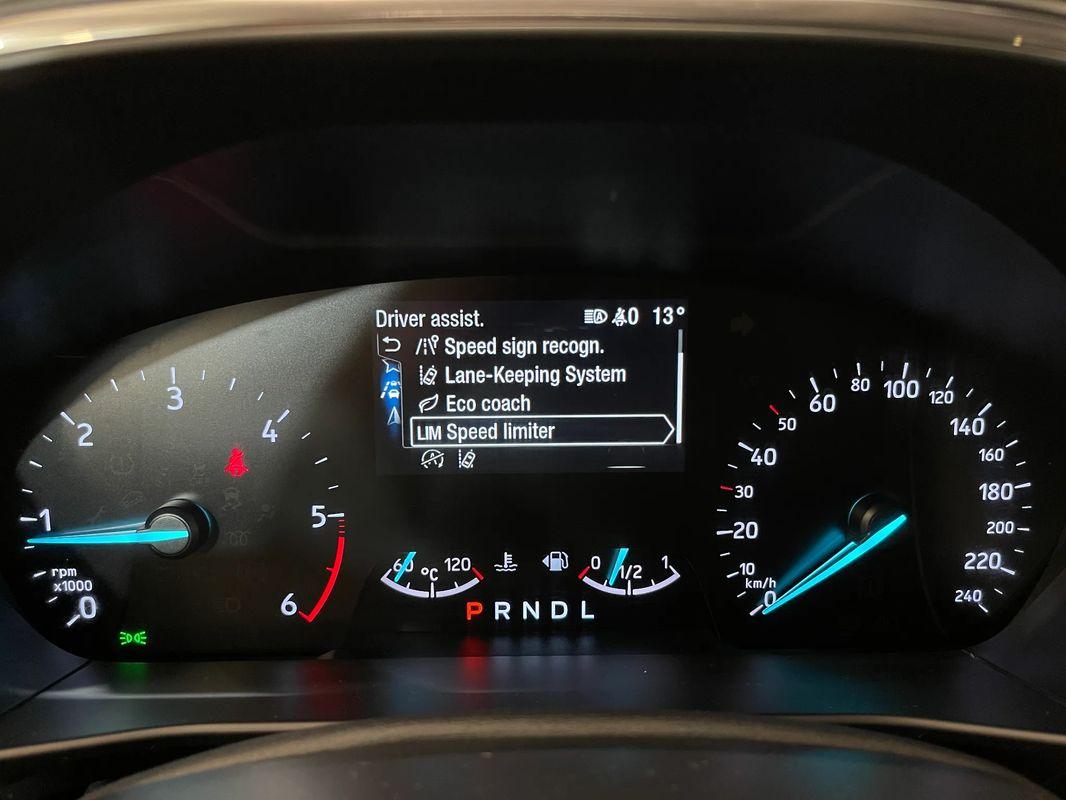 Driver assist.
0 13°
Speed sign recogn.
Lane-Keeping System
Eco coach
LIM Speed limiter
0
1
2
3
4
5
6
rpm
x1000
60 °C 120
0 1/2 1
P R N D L
0
10
20
30
40
50
60
80
100
120
140
160
180
200
220
240
km/h